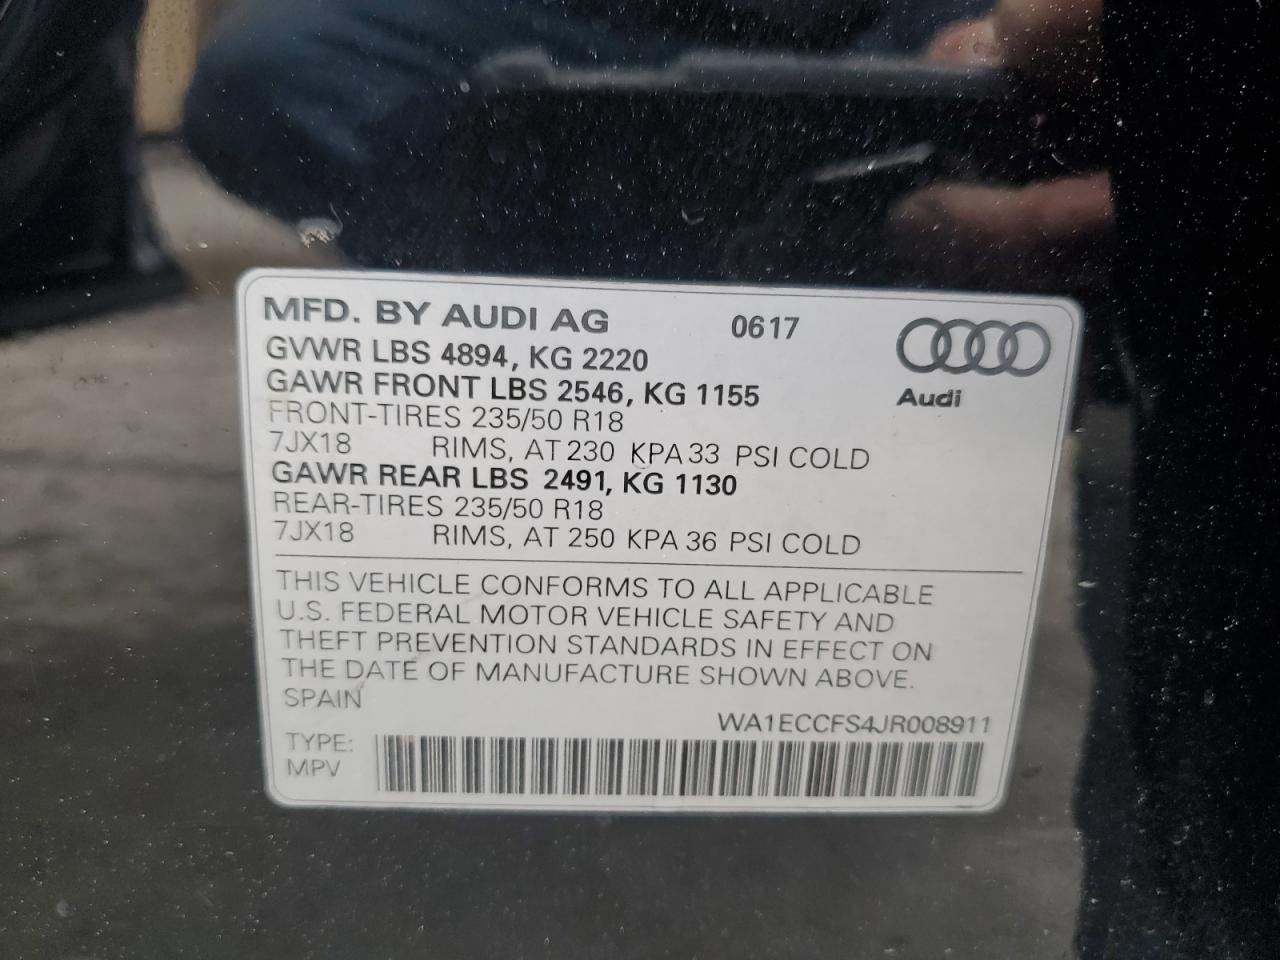 MFD. BY AUDI AG 0617
GVWR LBS 4894, KG 2220
GAWR FRONT LBS 2546, KG 1155
Audi
FRONT-TIRES 235/50 R18
7JX18 RIMS, AT 230 KPA 33 PSI COLD
GAWR REAR LBS 2491, KG 1130
REAR-TIRES 235/50 R18
7JX18 RIMS, AT 250 KPA 36 PSI COLD
THIS VEHICLE CONFORMS TO ALL APPLICABLE
U.S. FEDERAL MOTOR VEHICLE SAFETY AND
THEFT PREVENTION STANDARDS IN EFFECT ON
THE DATE OF MANUFACTURE SHOWN ABOVE.
SPAIN
WA1ECCFS4JR008911
TYPE:
MPV